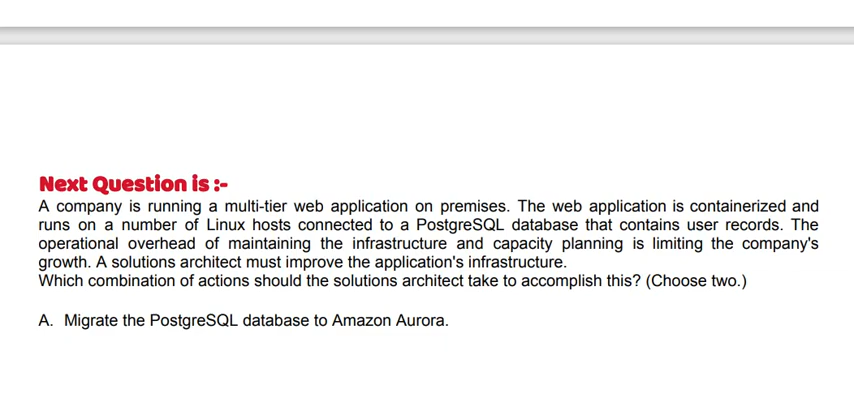 Next Question is :-
A company is running a multi-tier web application on premises. The web application is containerized and
runs on a number of Linux hosts connected to a PostgreSQL database that contains user records. The
operational overhead of maintaining the infrastructure and capacity planning is limiting the company's
growth. A solutions architect must improve the application's infrastructure.
Which combination of actions should the solutions architect take to accomplish this? (Choose two.)
A. Migrate the PostgreSQL database to Amazon Aurora.